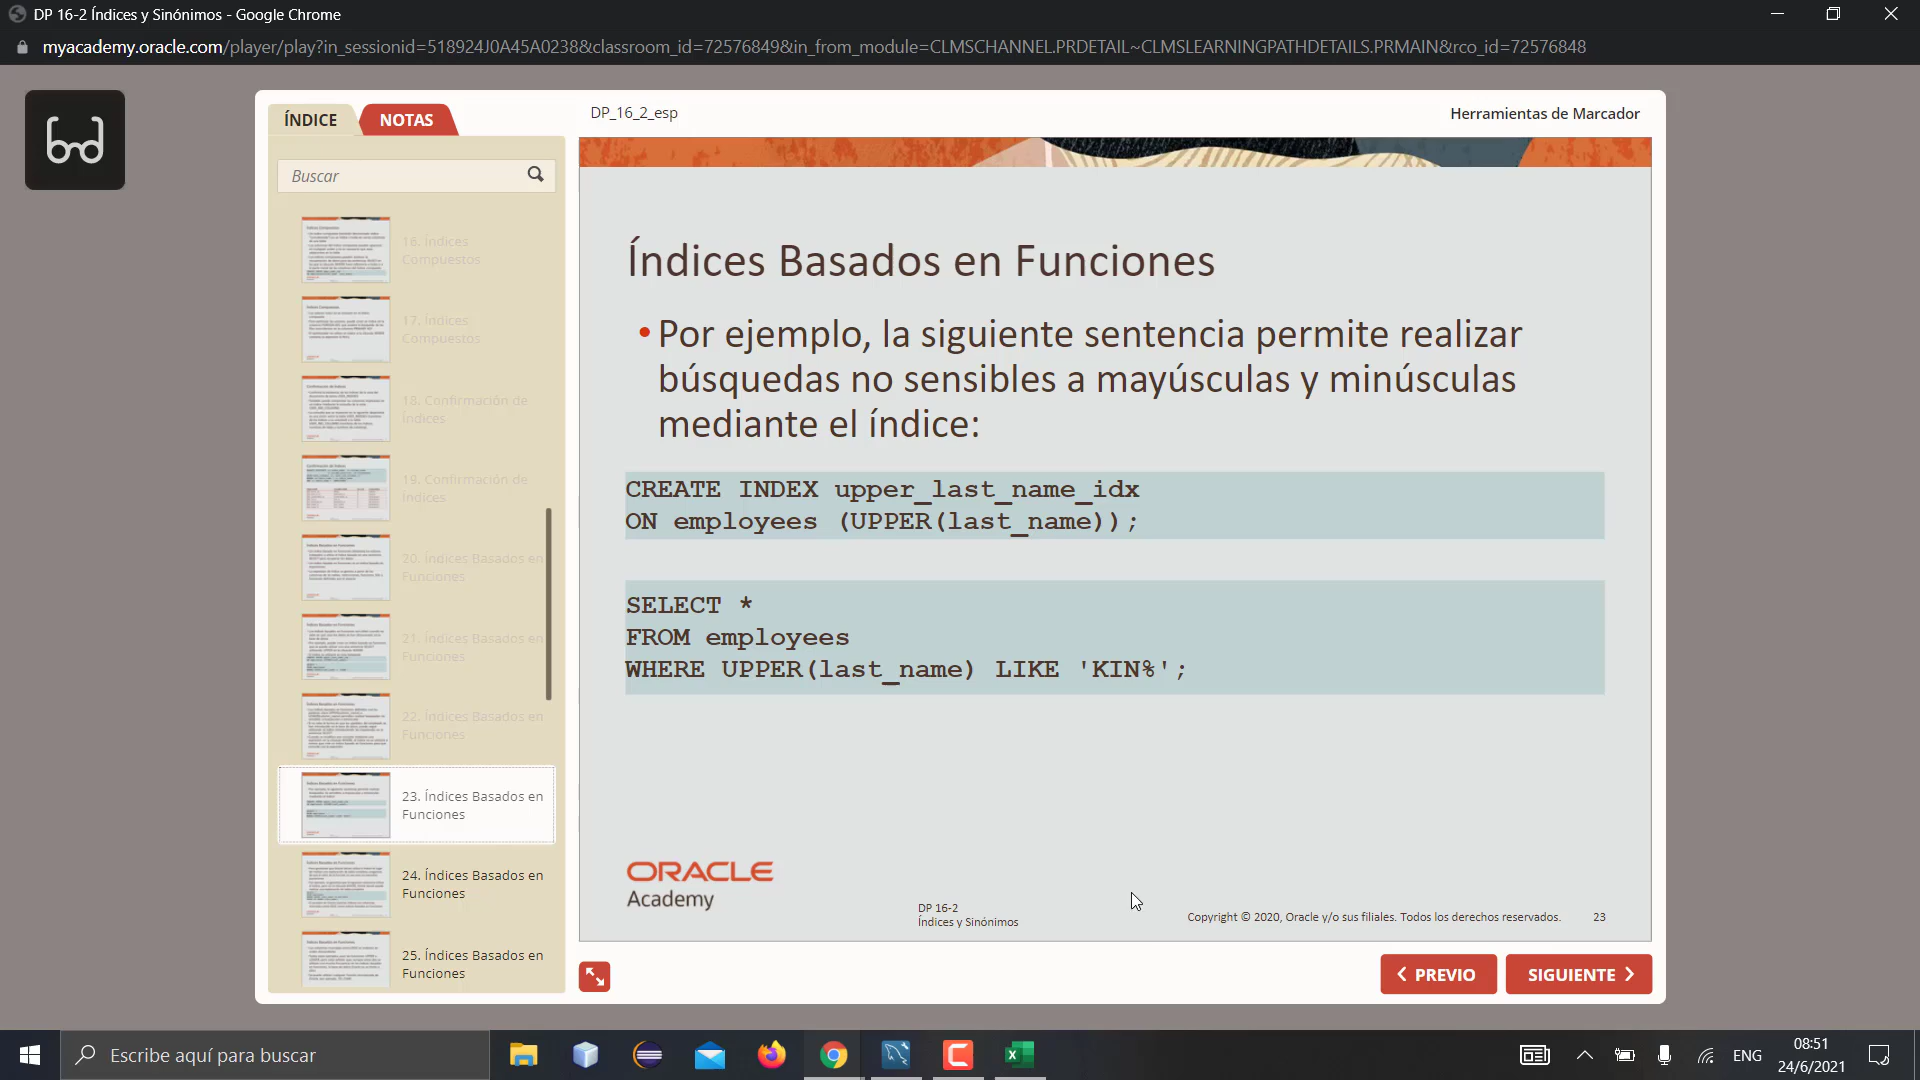 DP 16-2 Índices y Sinónimos - Google Chrome
myacademy.oracle.com/player/play?in_sessionid=518924J0A45A0238&classroom_id=72576849&in_from_module=CLMSCHANNEL.PRDETAIL~CLMSLEARNINGPATHDETAILS.PRMAIN&rco_id=72576848
ÍNDICE
NOTAS
DP_16_2_esp
Herramientas de Marcador
Buscar
16. Índices
Compuestos
17. Índices
Compuestos
18. Confirmación de
Índices
19. Confirmación de
Índices
20. Índices Basados en
Funciones
21. Índices Basados en
Funciones
22. Índices Basados en
Funciones
23. Índices Basados en
Funciones
24. Índices Basados en
Funciones
25. Índices Basados en
Funciones
Índices Basados en Funciones
• Por ejemplo, la siguiente sentencia permite realizar
búsquedas no sensibles a mayúsculas y minúsculas
mediante el índice:
CREATE INDEX upper_last_name_idx
ON employees (UPPER(last_name));
SELECT *
FROM employees
WHERE UPPER(last_name) LIKE 'KIN%';
ORACLE
Academy
DP 16-2
Índices y Sinónimos
Copyright © 2020, Oracle y/o sus filiales. Todos los derechos reservados.
23
PREVIO
SIGUIENTE
Escribe aquí para buscar
ENG
08:51
24/6/2021